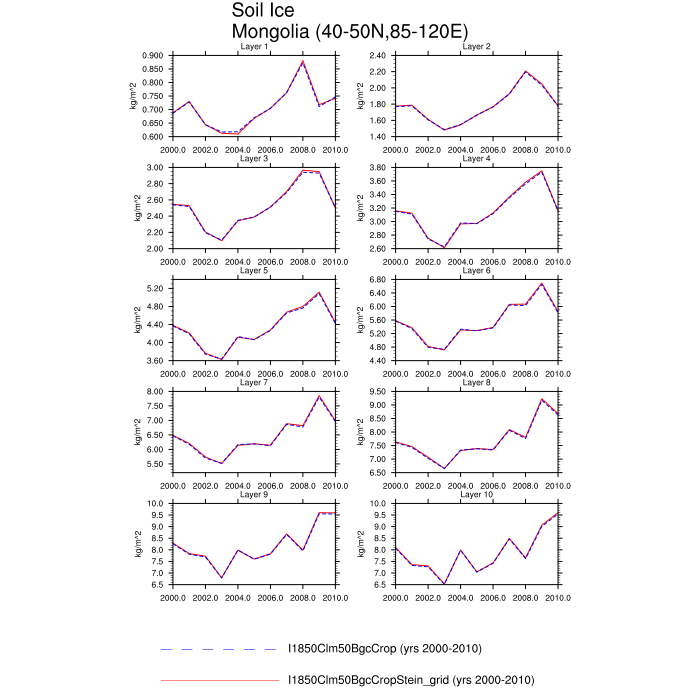 Soil Ice
Mongolia (40-50N,85-120E)
Layer 1
Layer 2
0.900
0.850
0.800
0.750
0.700
0.650
0.600
kg/m^2
2000.0 2002.0 2004.0 2006.0 2008.0 2010.0
2.40
2.20
2.00
1.80
1.60
1.40
kg/m^2
2000.0 2002.0 2004.0 2006.0 2008.0 2010.0
Layer 3
Layer 4
3.00
2.80
2.60
2.40
2.20
2.00
kg/m^2
2000.0 2002.0 2004.0 2006.0 2008.0 2010.0
3.80
3.60
3.40
3.20
3.00
2.80
2.60
kg/m^2
2000.0 2002.0 2004.0 2006.0 2008.0 2010.0
Layer 5
Layer 6
5.20
4.80
4.40
4.00
3.60
kg/m^2
2000.0 2002.0 2004.0 2006.0 2008.0 2010.0
6.80
6.40
6.00
5.60
5.20
4.80
4.40
kg/m^2
2000.0 2002.0 2004.0 2006.0 2008.0 2010.0
Layer 7
Layer 8
8.00
7.50
7.00
6.50
6.00
5.50
kg/m^2
2000.0 2002.0 2004.0 2006.0 2008.0 2010.0
9.50
9.00
8.50
8.00
7.50
7.00
6.50
kg/m^2
2000.0 2002.0 2004.0 2006.0 2008.0 2010.0
Layer 9
Layer 10
10.0
9.5
9.0
8.5
8.0
7.5
7.0
6.5
kg/m^2
2000.0 2002.0 2004.0 2006.0 2008.0 2010.0
10.0
9.5
9.0
8.5
8.0
7.5
7.0
6.5
kg/m^2
2000.0 2002.0 2004.0 2006.0 2008.0 2010.0
I1850Clm50BgcCrop (yrs 2000-2010)
I1850Clm50BgcCropStein_grid (yrs 2000-2010)